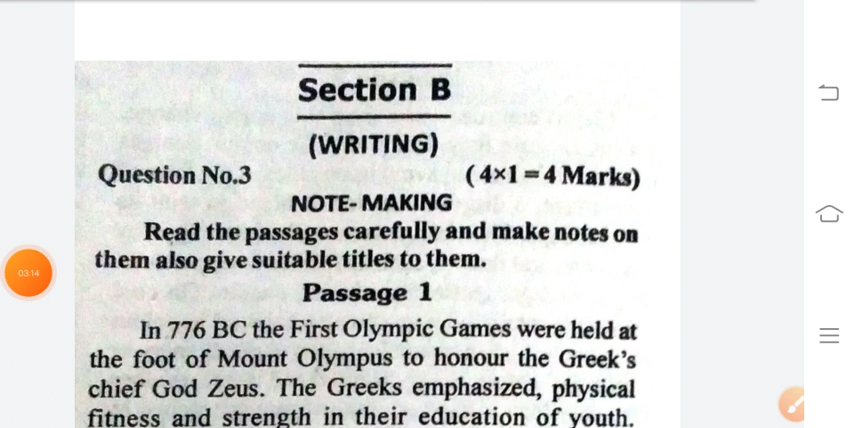 Section B
(WRITING)
Question No.3 ( 4×1 = 4 Marks)
NOTE- MAKING
Read the passages carefully and make notes on
them also give suitable titles to them.
Passage 1
In 776 BC the First Olympic Games were held at
the foot of Mount Olympus to honour the Greek's
chief God Zeus. The Greeks emphasized, physical
fitness and strength in their education of youth.
03:14